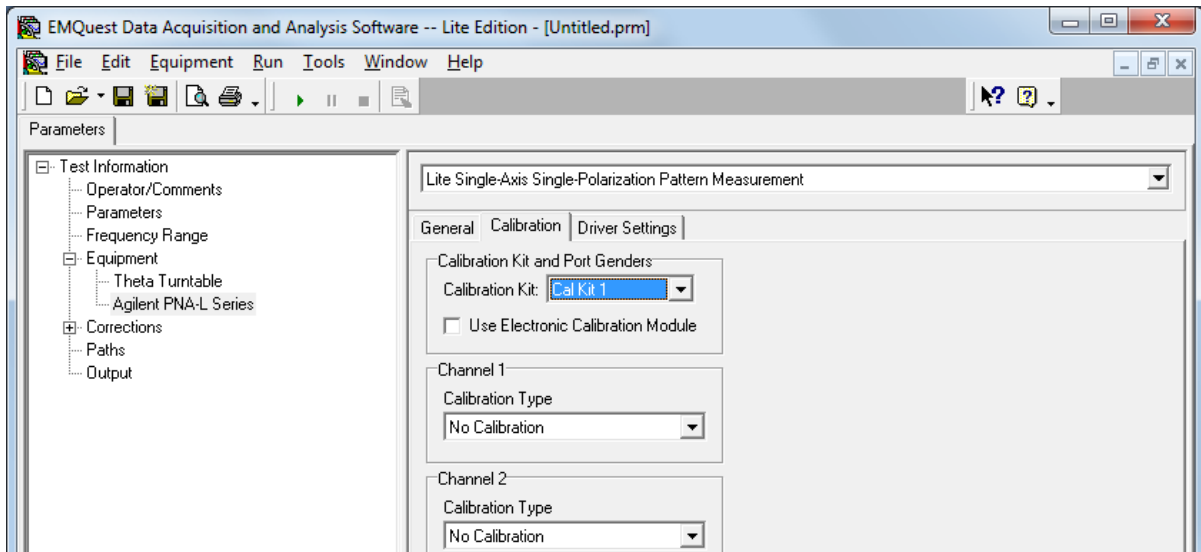 EMQuest Data Acquisition and Analysis Software -- Lite Edition - [Untitled.prm]
File Edit Equipment Run Tools Window Help
Parameters
Test Information
Operator/Comments
Parameters
Frequency Range
Equipment
Theta Turntable
Agilent PNA-L Series
Corrections
Paths
Output
Lite Single-Axis Single-Polarization Pattern Measurement
General Calibration Driver Settings
Calibration Kit and Port Genders
Calibration Kit: Cal Kit 1
Use Electronic Calibration Module
Channel 1
Calibration Type
No Calibration
Channel 2
Calibration Type
No Calibration